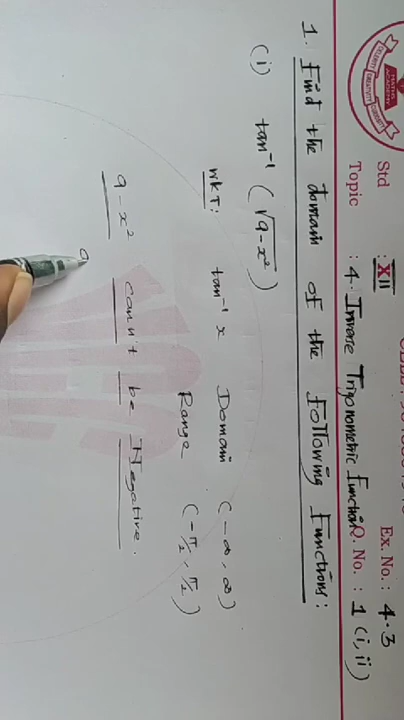 Std : XII Ex. No.: 4.3
Topic : 4. Inverse Trigonometric Function Q. No. : 1 (i, ii)
1. Find the domain of the Following Functions:
(i) tan⁻¹ (√9-x²)
WKT: tan⁻¹ x Domain (-∞, ∞)
Range (-π/2, π/2)
9-x² cann't be Negative.
9